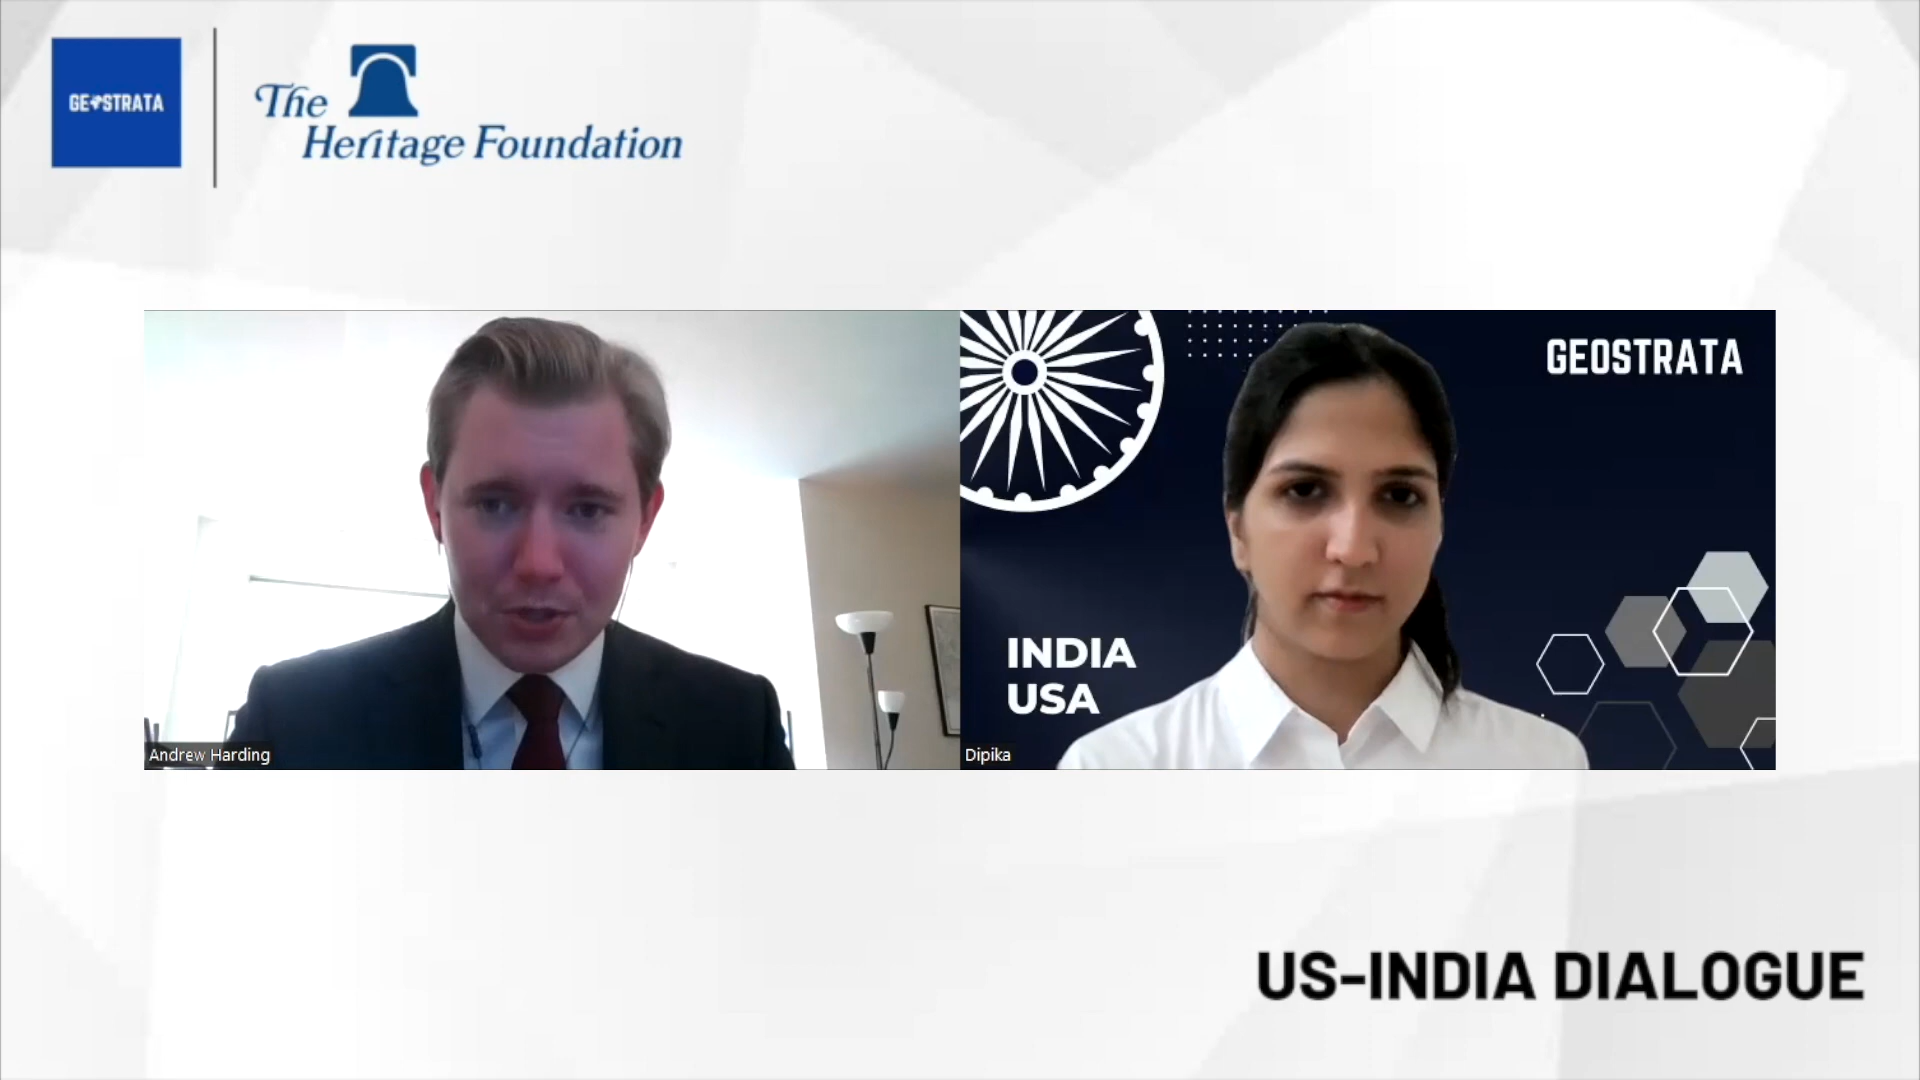 GEOSTRATA
The
Heritage Foundation
GEOSTRATA
INDIA
USA
Andrew Harding
Dipika
US-INDIA DIALOGUE